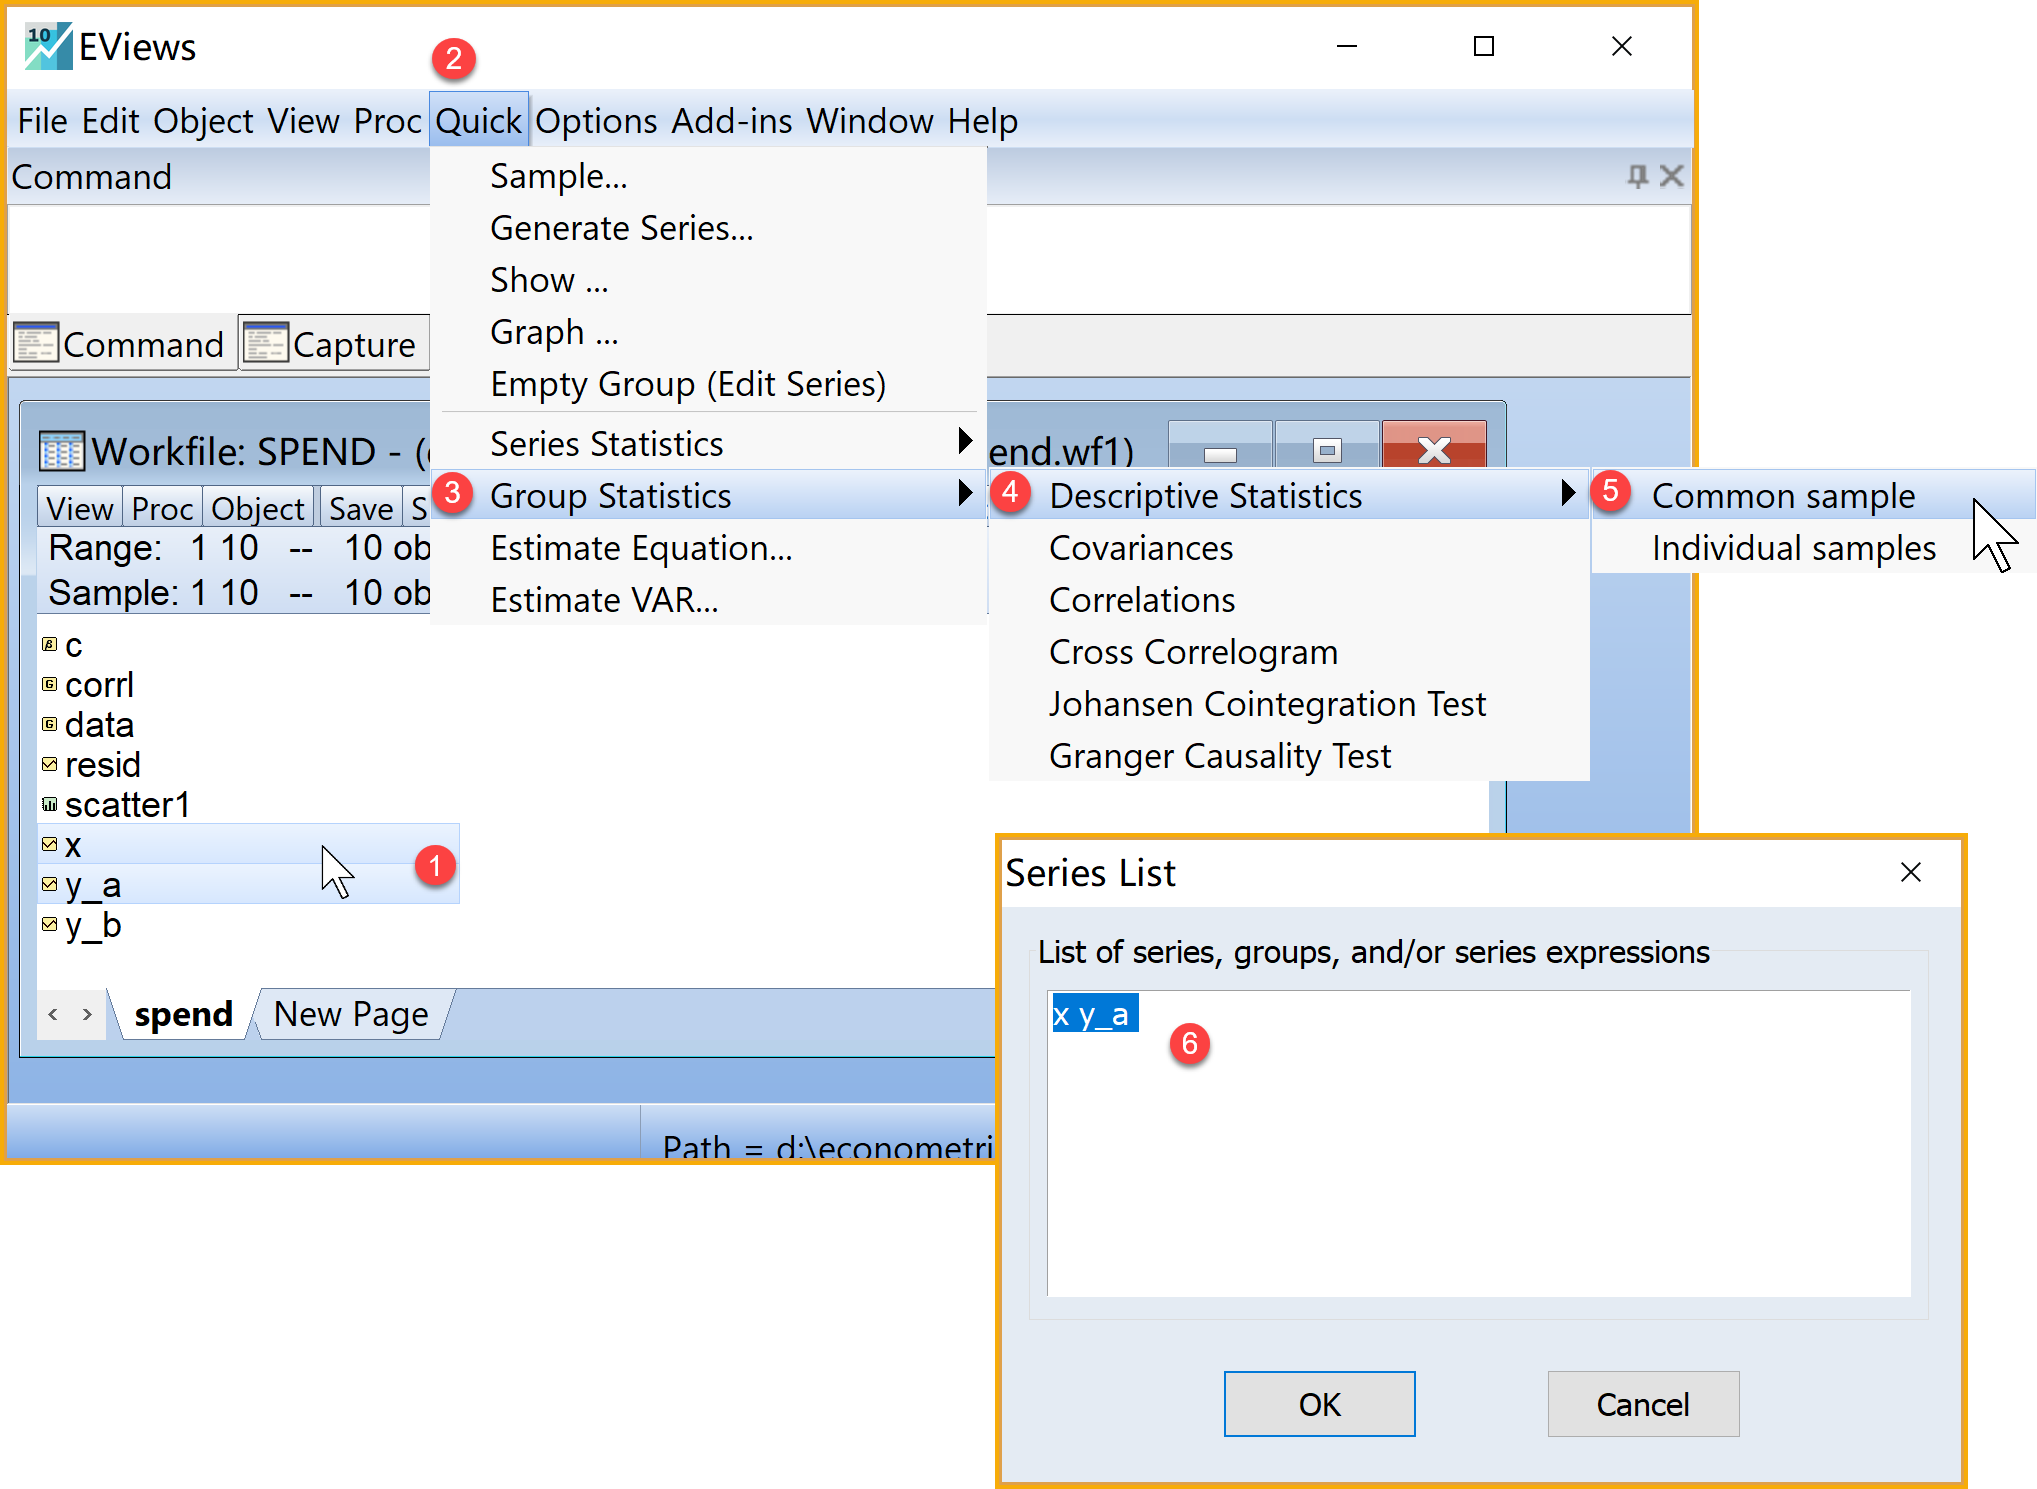 10 EViews
2
File Edit Object View Proc Quick Options Add-ins Window Help
Command
Sample...
Generate Series...
Show ...
Graph ...
Empty Group (Edit Series)
Series Statistics
3 Group Statistics
Estimate Equation...
Estimate VAR...
Command Capture
Workfile: SPEND - ( end.wf1)
View Proc Object Save S
4 Descriptive Statistics
Covariances
Correlations
Cross Correlogram
Johansen Cointegration Test
Granger Causality Test
5 Common sample
Individual samples
Range: 1 10 -- 10 ob
Sample: 1 10 -- 10 ob
β c
G corrl
G data
resid
scatter1
x
1
y_a
y_b
< > spend New Page
Path = d:\econometri
Series List
List of series, groups, and/or series expressions
x y_a
6
OK Cancel